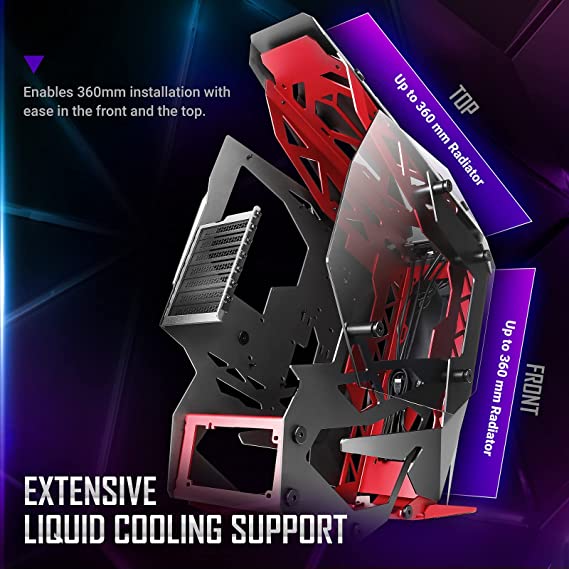 Enables 360mm installation with
ease in the front and the top.
TOP
Up to 360 mm Radiator
FRONT
Up to 360 mm Radiator
EXTENSIVE
LIQUID COOLING SUPPORT